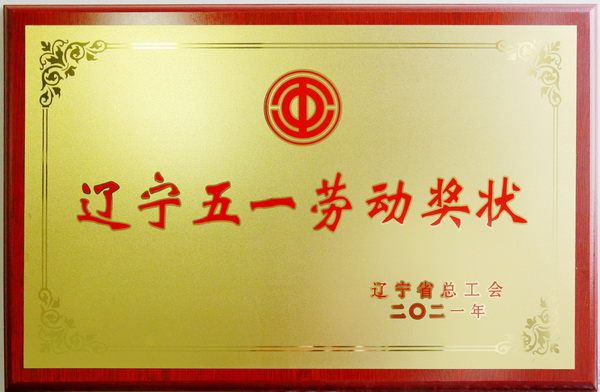 辽宁五一劳动奖状
辽宁省总工会
二〇二一年